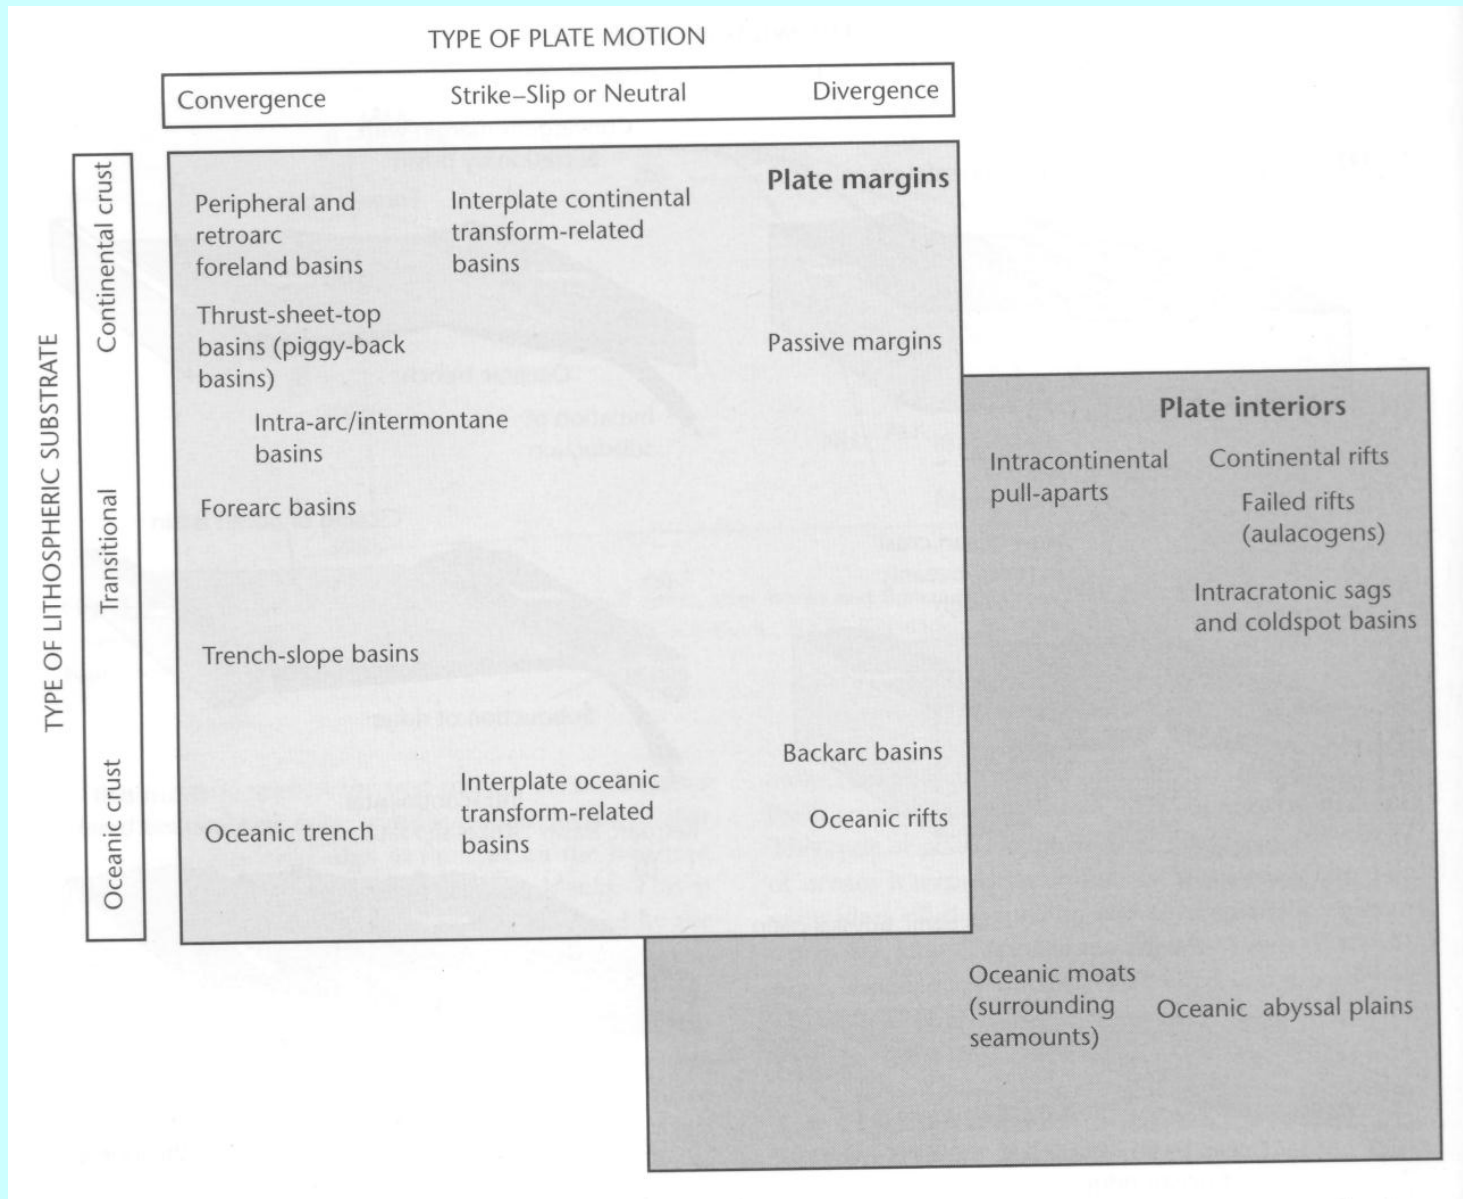 TYPE OF PLATE MOTION
Convergence
Strike–Slip or Neutral
Divergence
TYPE OF LITHOSPHERIC SUBSTRATE
Continental crust
Transitional
Oceanic crust
Plate margins
Peripheral and
retroarc
foreland basins
Interplate continental
transform-related
basins
Thrust-sheet-top
basins (piggy-back
basins)
Passive margins
Intra-arc/intermontane
basins
Forearc basins
Trench-slope basins
Backarc basins
Interplate oceanic
transform-related
basins
Oceanic trench
Oceanic rifts
Plate interiors
Intracontinental
pull-aparts
Continental rifts
Failed rifts
(aulacogens)
Intracratonic sags
and coldspot basins
Oceanic moats
(surrounding
seamounts)
Oceanic abyssal plains